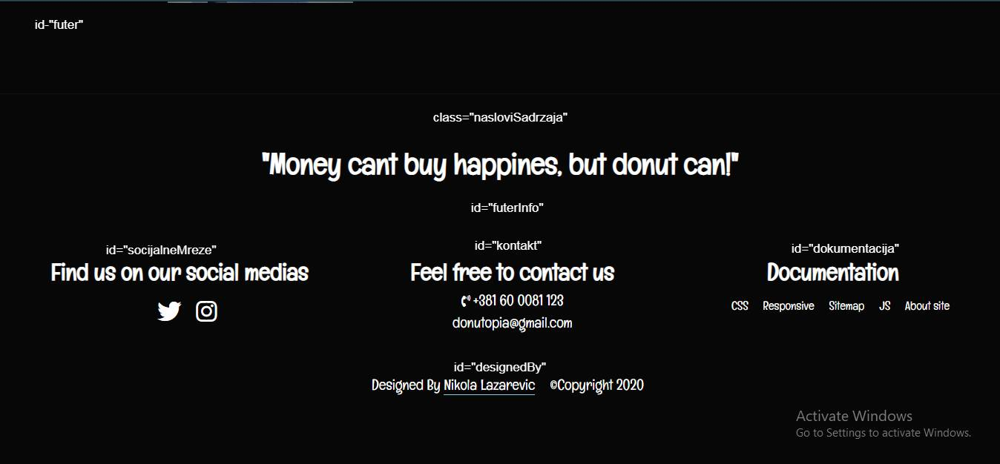 id-"futer"
class="nasloviSadrzaja"
"Money cant buy happines, but donut can!"
id="futerInfo"
id="socijalneMreze"
Find us on our social medias
id="kontakt"
Feel free to contact us
+381 60 0081 123
donutopia@gmail.com
id="dokumentacija"
Documentation
CSS Responsive Sitemap JS About site
id="designedBy"
Designed By Nikola Lazarevic ©Copyright 2020
Activate Windows
Go to Settings to activate Windows.